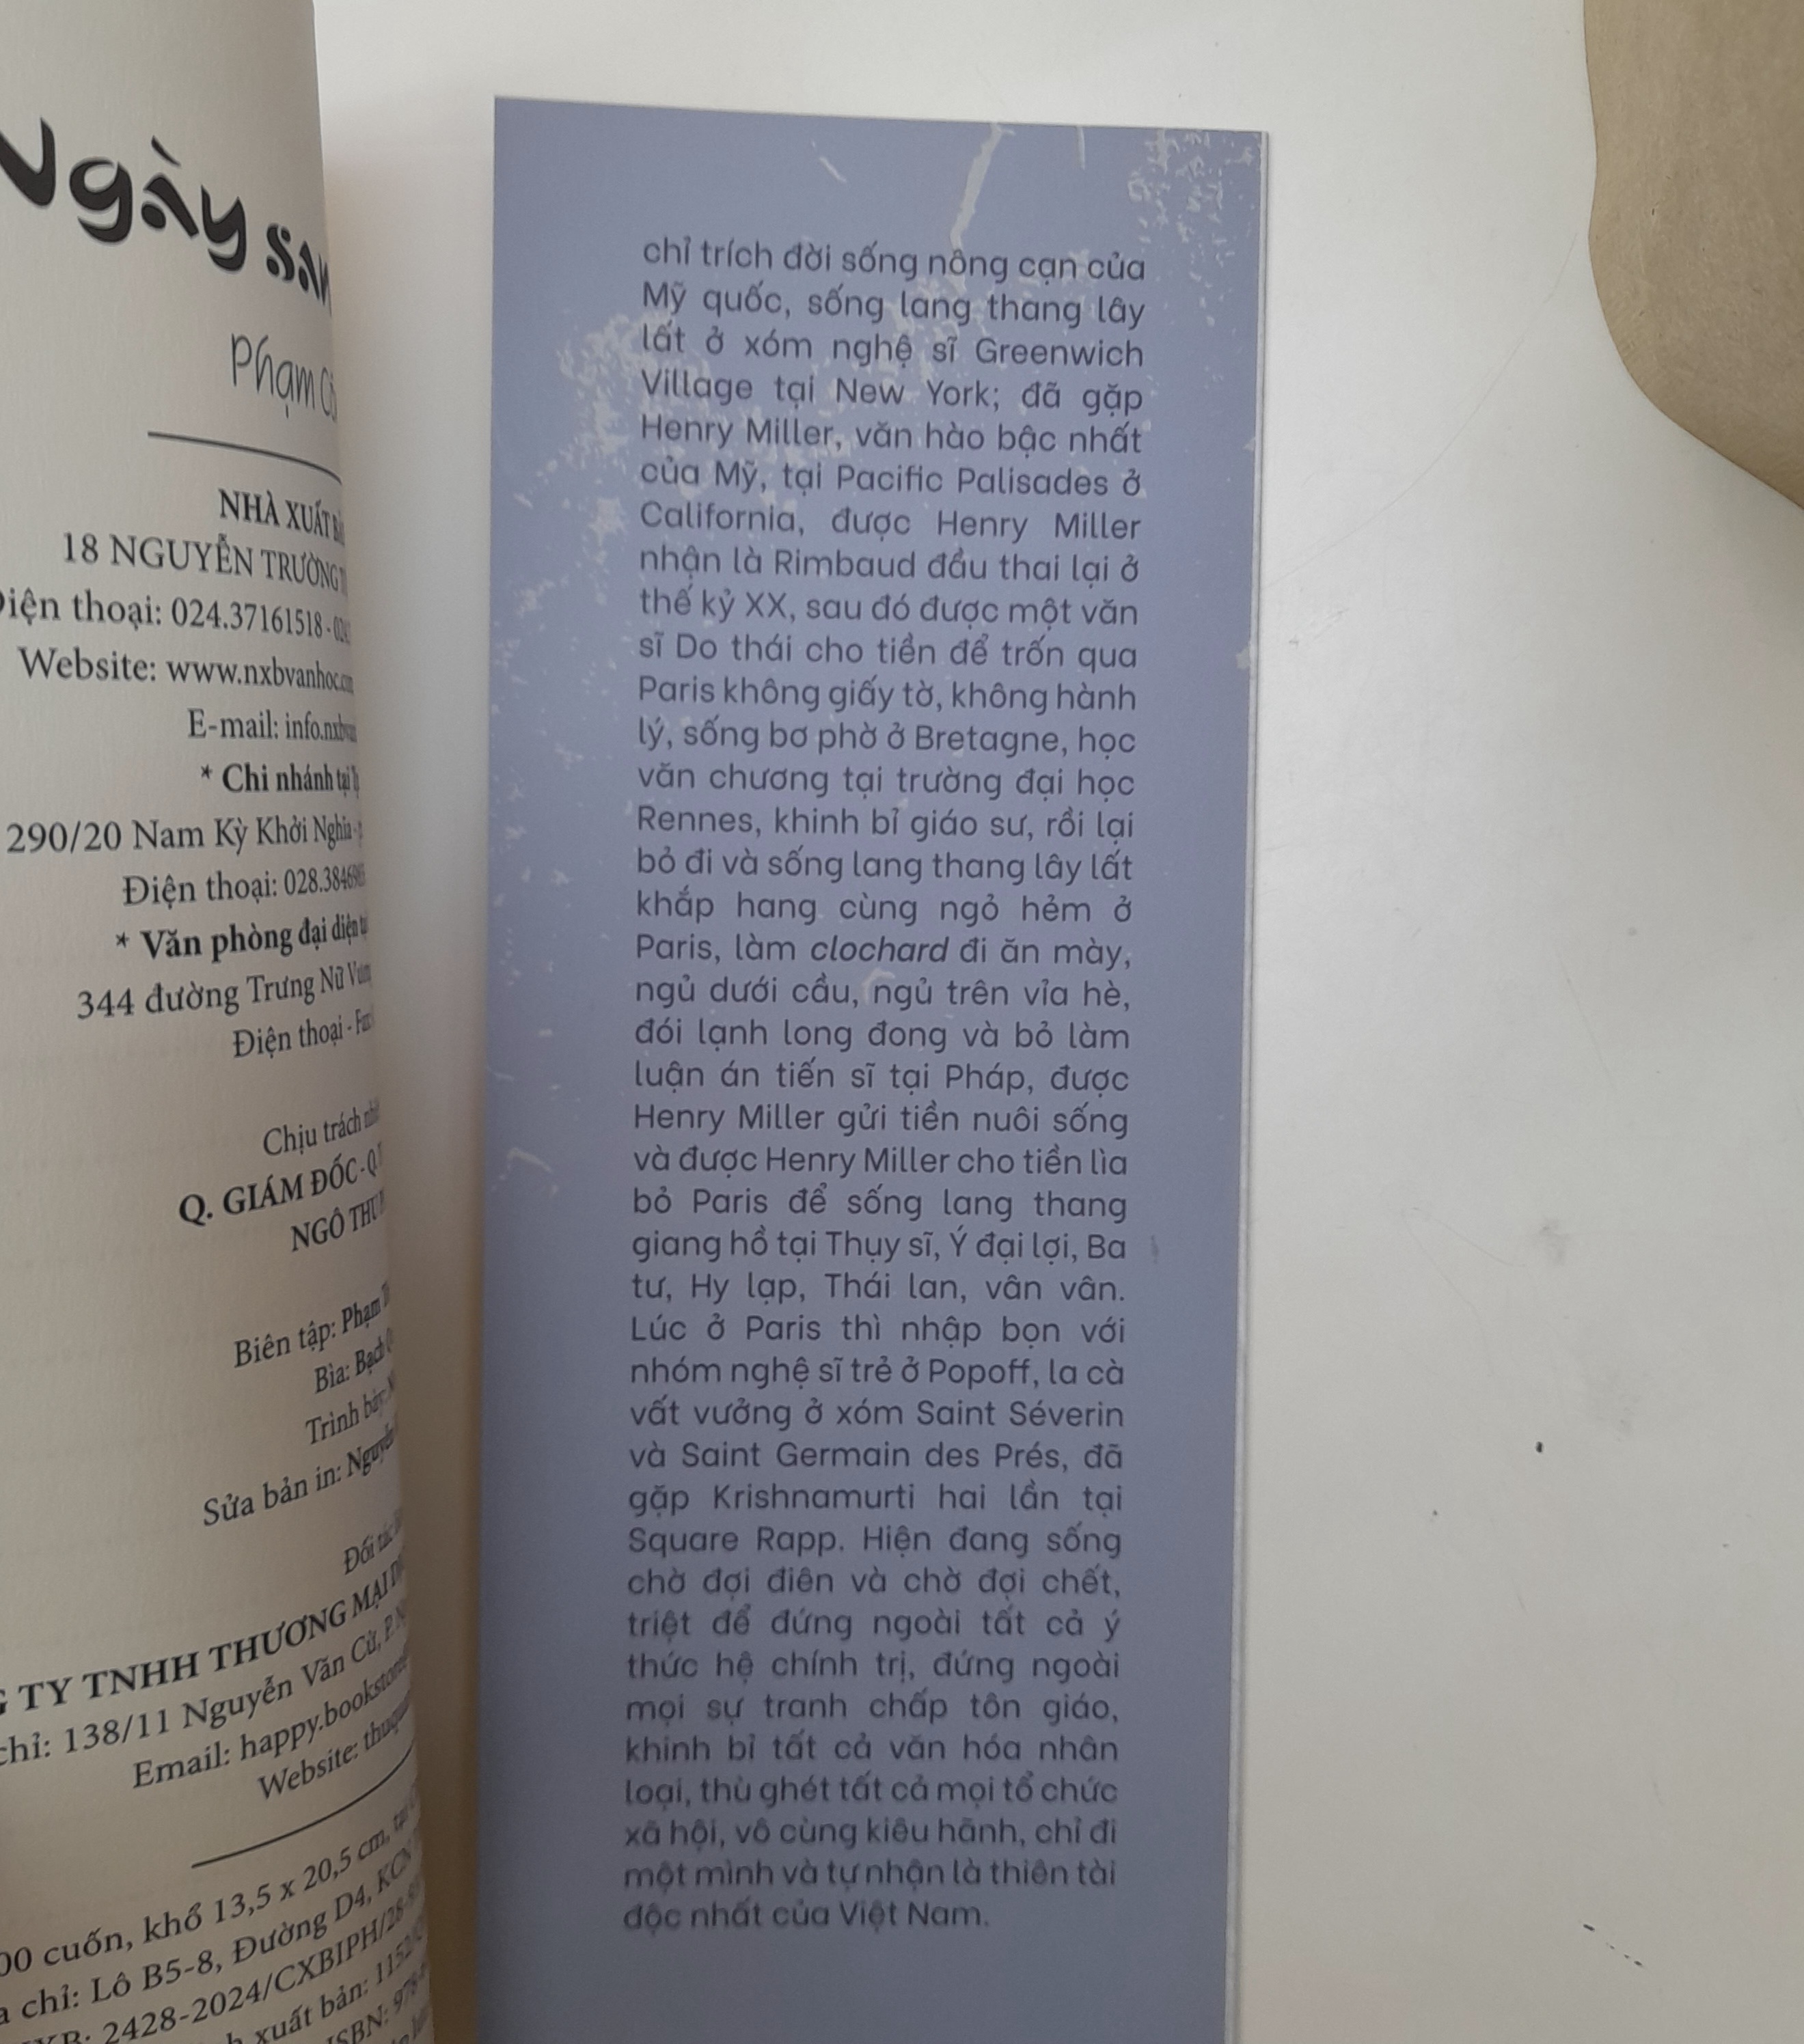 Ngày
Phạm
NHÀ XUẤT
18 NGUYỄN TRƯỜNG
Điện thoại: 024.37161518 -
Website: www.nxbvanhoc.
E-mail: info.
* Chi nhánh tại
290/20 Nam Kỳ Khởi Nghĩa -
Điện thoại: 028.
* Văn phòng đại diện
344 đường Trưng Nữ
Điện thoại -
Chịu trách
Q. GIÁM ĐỐC -
NGÔ
Biên tập: Phạm
Bìa: Bạch
Trình bày:
Sửa bản in: Nguyễn
Đối tác
TY TNHH THƯƠNG MẠI
chỉ: 138/11 Nguyễn Văn Cừ, P.
Email: happy.
Website:
00 cuốn, khổ 13,5 x 20,5 cm,
chỉ: Lô B5-8, Đường D4, KCN
2428-2024/CXBIPH/
xuất bản:
ISBN:
chỉ trích đời sống nông cạn của
Mỹ quốc, sống lang thang lây
lất ở xóm nghệ sĩ Greenwich
Village tại New York; đã gặp
Henry Miller, văn hào bậc nhất
của Mỹ, tại Pacific Palisades ở
California, được Henry Miller
nhận là Rimbaud đầu thai lại ở
thế kỷ XX, sau đó được một văn
sĩ Do thái cho tiền để trốn qua
Paris không giấy tờ, không hành
lý, sống bơ phờ ở Bretagne, học
văn chương tại trường đại học
Rennes, khinh bỉ giáo sư, rồi lại
bỏ đi và sống lang thang lây lất
khắp hang cùng ngỏ hẻm ở
Paris, làm clochard đi ăn mày,
ngủ dưới cầu, ngủ trên vỉa hè,
đói lạnh long đong và bỏ làm
luận án tiến sĩ tại Pháp, được
Henry Miller gửi tiền nuôi sống
và được Henry Miller cho tiền lìa
bỏ Paris để sống lang thang
giang hồ tại Thụy sĩ, Ý đại lợi, Ba
tư, Hy lạp, Thái lan, vân vân.
Lúc ở Paris thì nhập bọn với
nhóm nghệ sĩ trẻ ở Popoff, la cà
vất vưởng ở xóm Saint Séverin
và Saint Germain des Prés, đã
gặp Krishnamurti hai lần tại
Square Rapp. Hiện đang sống
chờ đợi điên và chờ đợi chết,
triệt để đứng ngoài tất cả ý
thức hệ chính trị, đứng ngoài
mọi sự tranh chấp tôn giáo,
khinh bỉ tất cả văn hóa nhân
loại, thù ghét tất cả mọi tổ chức
xã hội, vô cùng kiêu hãnh, chỉ đi
một mình và tự nhận là thiên tài
độc nhất của Việt Nam.